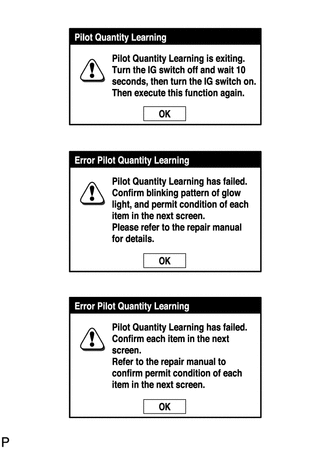 Pilot Quantity Learning
Pilot Quantity Learning is exiting.
Turn the IG switch off and wait 10
seconds, then turn the IG switch on.
Then execute this function again.
OK
Error Pilot Quantity Learning
Pilot Quantity Learning has failed.
Confirm blinking pattern of glow
light, and permit condition of each
item in the next screen.
Please refer to the repair manual
for details.
OK
Error Pilot Quantity Learning
Pilot Quantity Learning has failed.
Confirm each item in the next
screen.
Refer to the repair manual to
confirm permit condition of each
item in the next screen.
OK
P